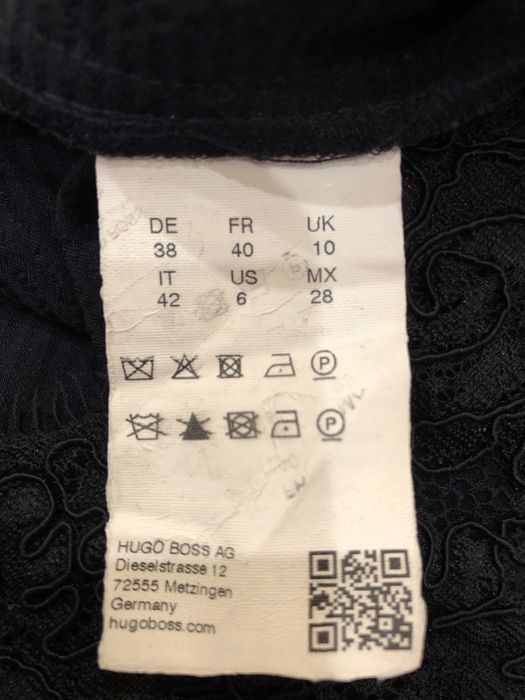 DE FR UK
38 40 10
IT US MX
42 6 28
P
P
HUGO BOSS AG
Dieselstrasse 12
72555 Metzingen
Germany
hugoboss.com